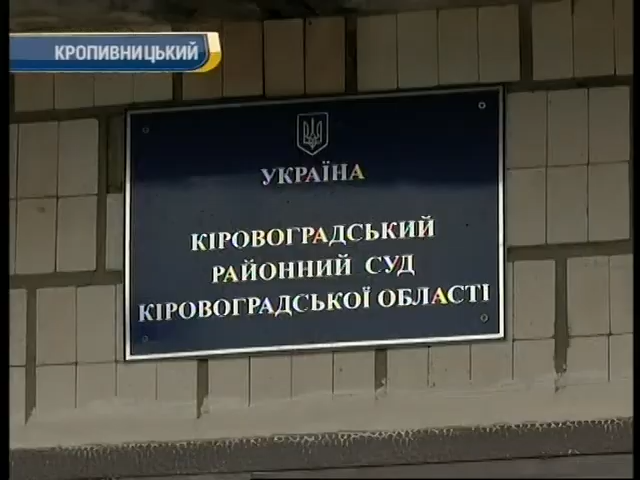 КРОПИВНИЦЬКИЙ
УКРАЇНА
КІРОВОГРАДСЬКИЙ
РАЙОННИЙ СУД
КІРОВОГРАДСЬКОЇ ОБЛАСТІ